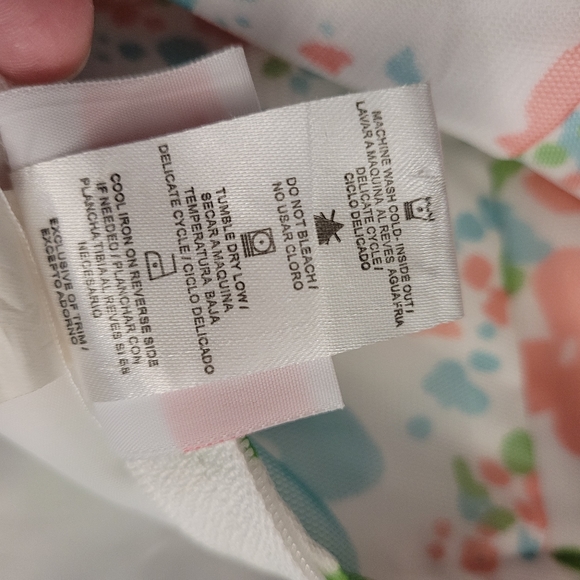 MACHINE WASH COLD-INSIDE OUT/
LAVAR A MAQUINA AL REVES AGUA FRIA
DELICATE CYCLE/
CICLO DELICADO
DO NOT BLEACH/
NO USAR CLORO
TUMBLE DRY LOW/
SECAR A MAQUINA
TEMPERATURA BAJA
DELICATE CYCLE/CICLO DELICADO
COOL IRON ON REVERSE SIDE
IF NEEDED/PLANCHAR CON
PLANCHA TIBIA AL REVES SI ES
NECESARIO
EXCLUSIVE OF TRIM/
EXCEPTO ADORNO